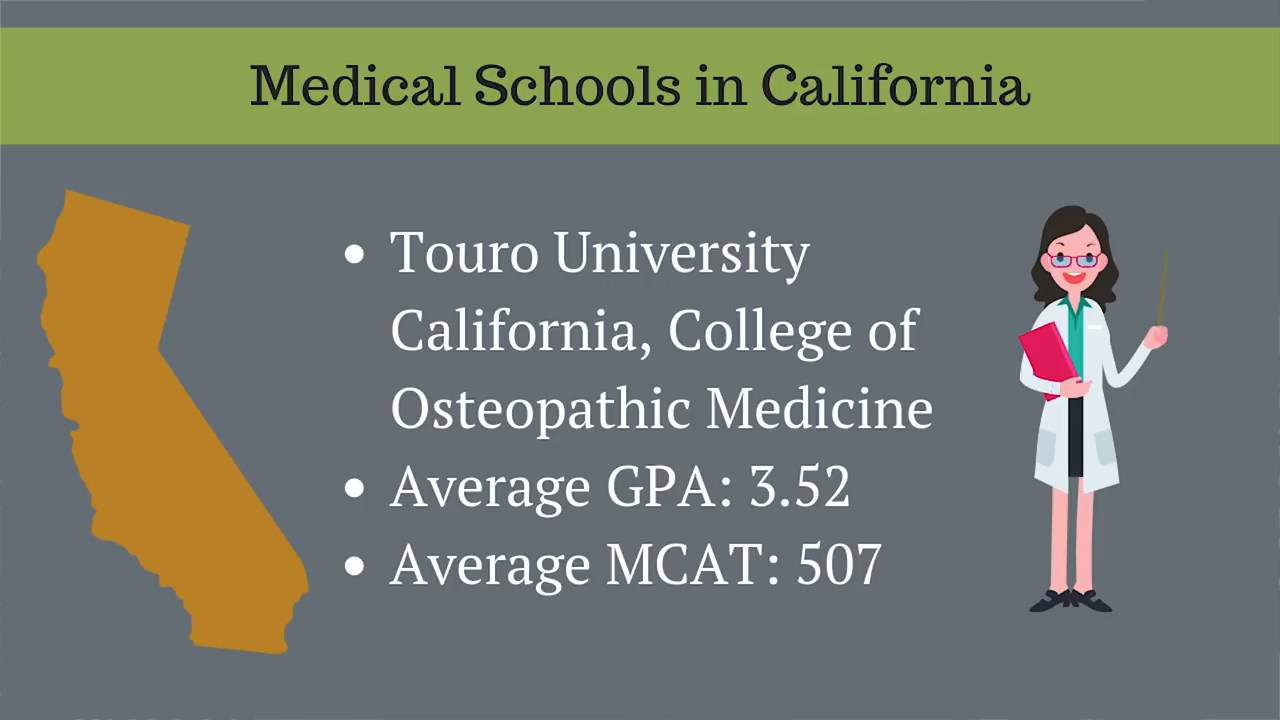 Medical Schools in California
• Touro University
California, College of
Osteopathic Medicine
• Average GPA: 3.52
• Average MCAT: 507